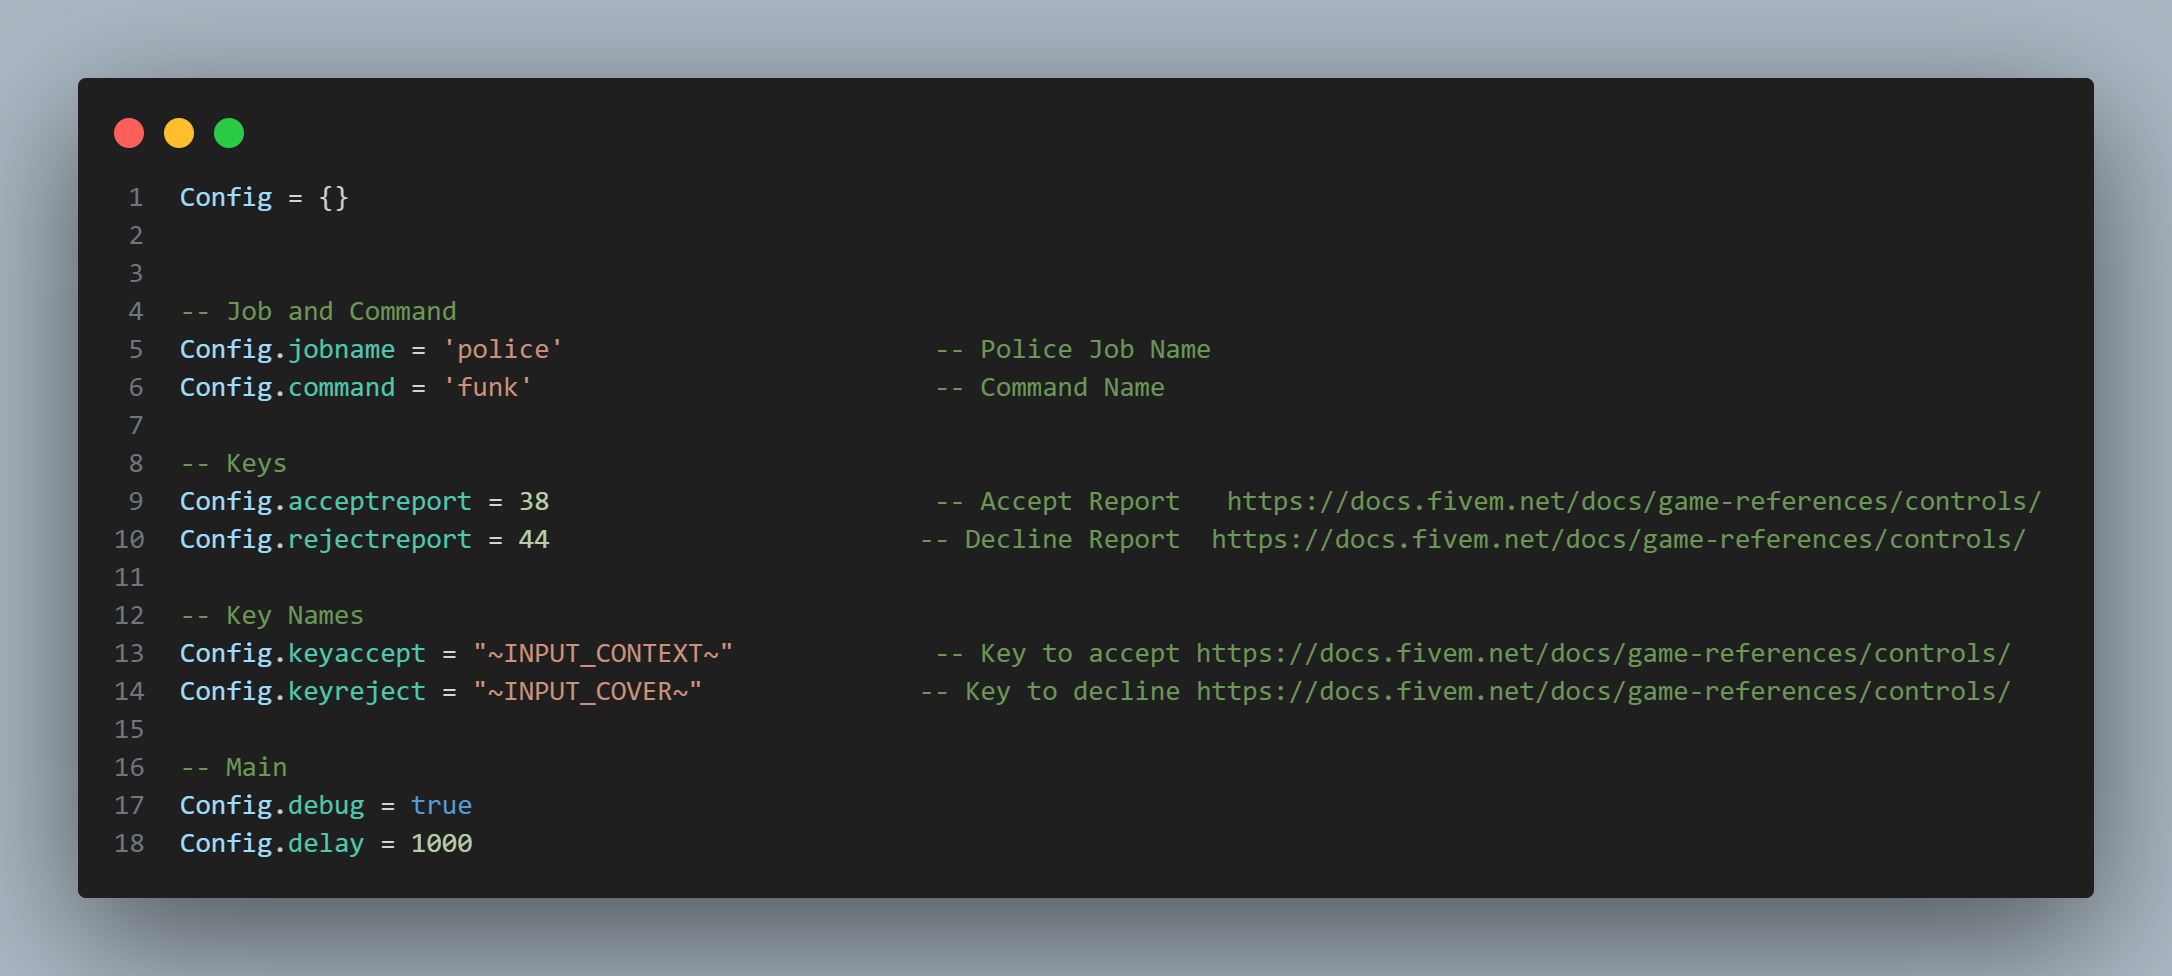 1 Config = {}
2
3
4 -- Job and Command
5 Config.jobname = 'police' -- Police Job Name
6 Config.command = 'funk' -- Command Name
7
8 -- Keys
9 Config.acceptreport = 38 -- Accept Report https://docs.fivem.net/docs/game-references/controls/
10 Config.rejectreport = 44 -- Decline Report https://docs.fivem.net/docs/game-references/controls/
11
12 -- Key Names
13 Config.keyaccept = "~INPUT_CONTEXT~" -- Key to accept https://docs.fivem.net/docs/game-references/controls/
14 Config.keyreject = "~INPUT_COVER~" -- Key to decline https://docs.fivem.net/docs/game-references/controls/
15
16 -- Main
17 Config.debug = true
18 Config.delay = 1000